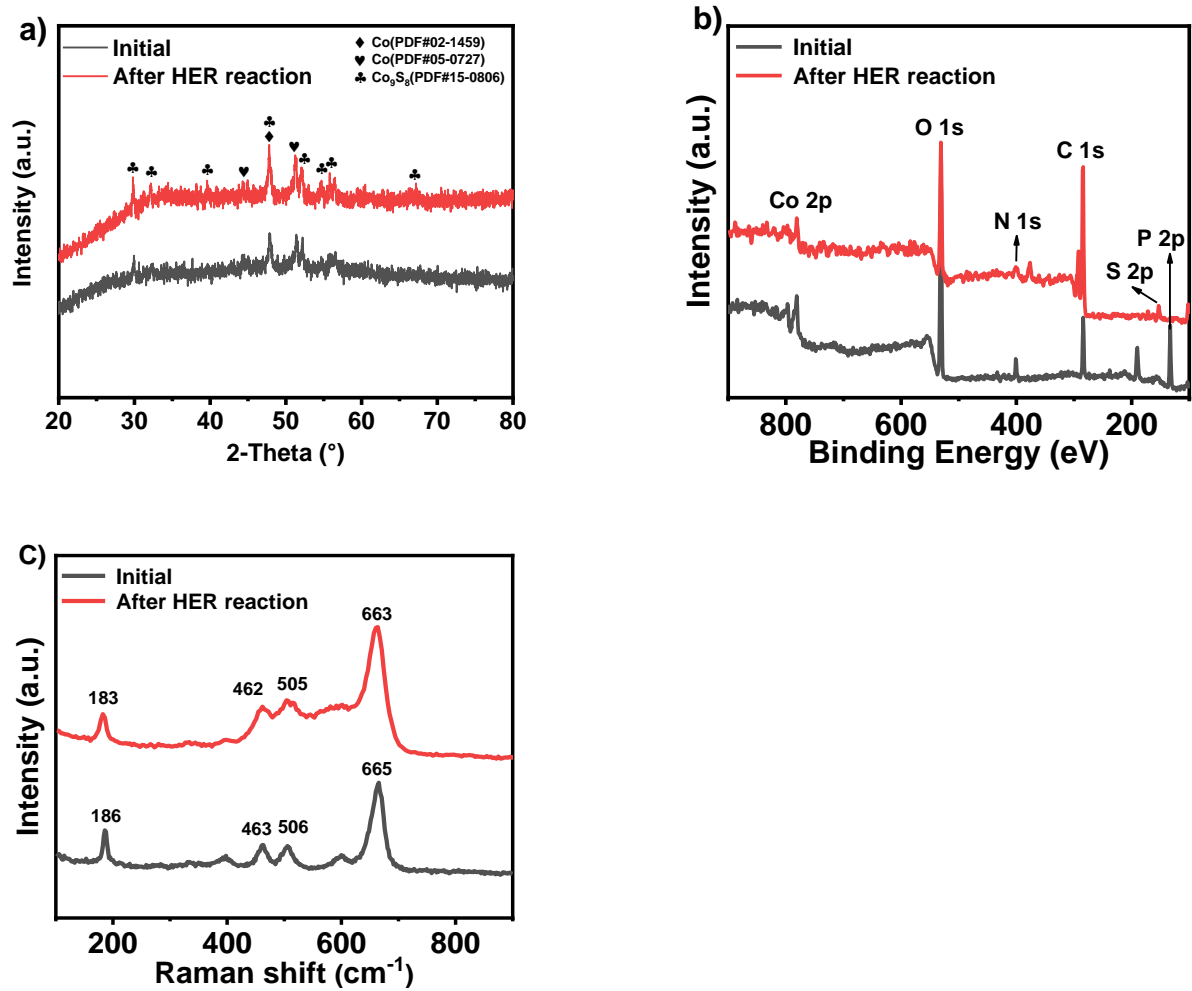 a)
Initial
After HER reaction
♦ Co(PDF#02-1459)
♥ Co(PDF#05-0727)
♣ Co₉S₈(PDF#15-0806)
Intensity (a.u.)
20 30 40 50 60 70 80
2-Theta (°)
b)
Initial
After HER reaction
O 1s
C 1s
Co 2p
N 1s
P 2p
S 2p
Intensity (a.u.)
800 600 400 200
Binding Energy (eV)
C)
Initial
After HER reaction
663
183
462
505
665
186
463
506
Intensity (a.u.)
200 400 600 800
Raman shift (cm⁻¹)